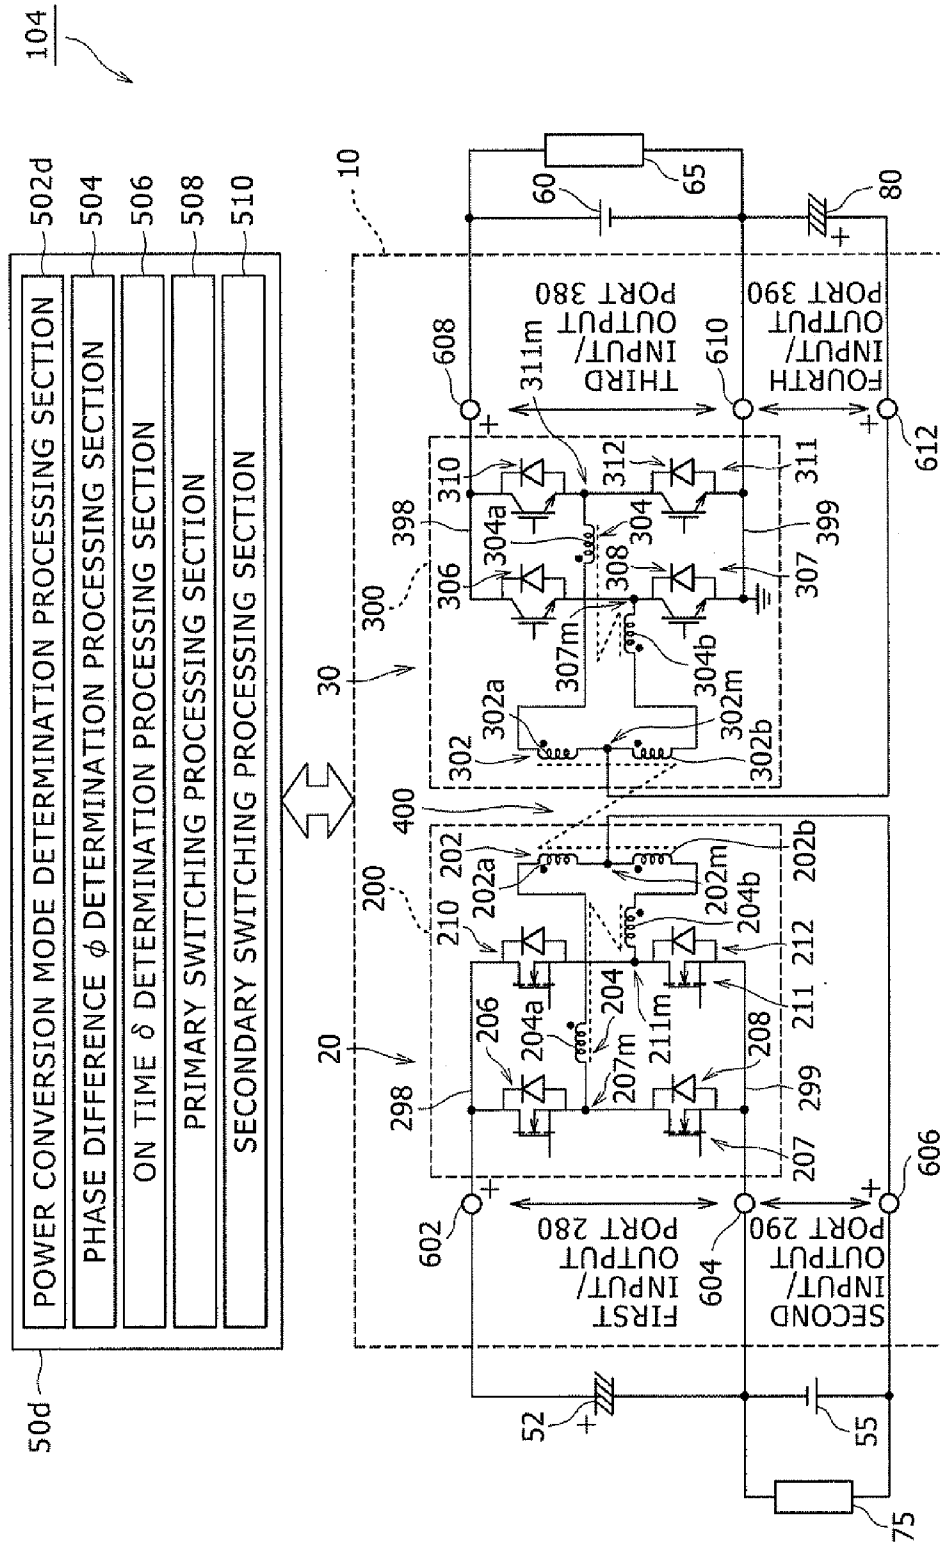 104
POWER CONVERSION MODE DETERMINATION PROCESSING SECTION
502d
PHASE DIFFERENCE ϕ DETERMINATION PROCESSING SECTION
504
ON TIME δ DETERMINATION PROCESSING SECTION
506
PRIMARY SWITCHING PROCESSING SECTION
508
SECONDARY SWITCHING PROCESSING SECTION
510
50d
10
20
30
200
300
400
298
398
206
210
306
310
202
202a
202b
202m
302
302a
302b
302m
204
204a
204b
304
304a
304b
207m
211m
307m
311m
207
208
211
212
307
308
311
312
299
399
602
+
FIRST
INPUT/
OUTPUT
PORT 280
604
SECOND
INPUT/
OUTPUT
PORT 290
+
606
608
+
THIRD
INPUT/
OUTPUT
PORT 380
610
FOURTH
INPUT/
OUTPUT
PORT 390
+
612
52
+
55
75
60
65
80
+